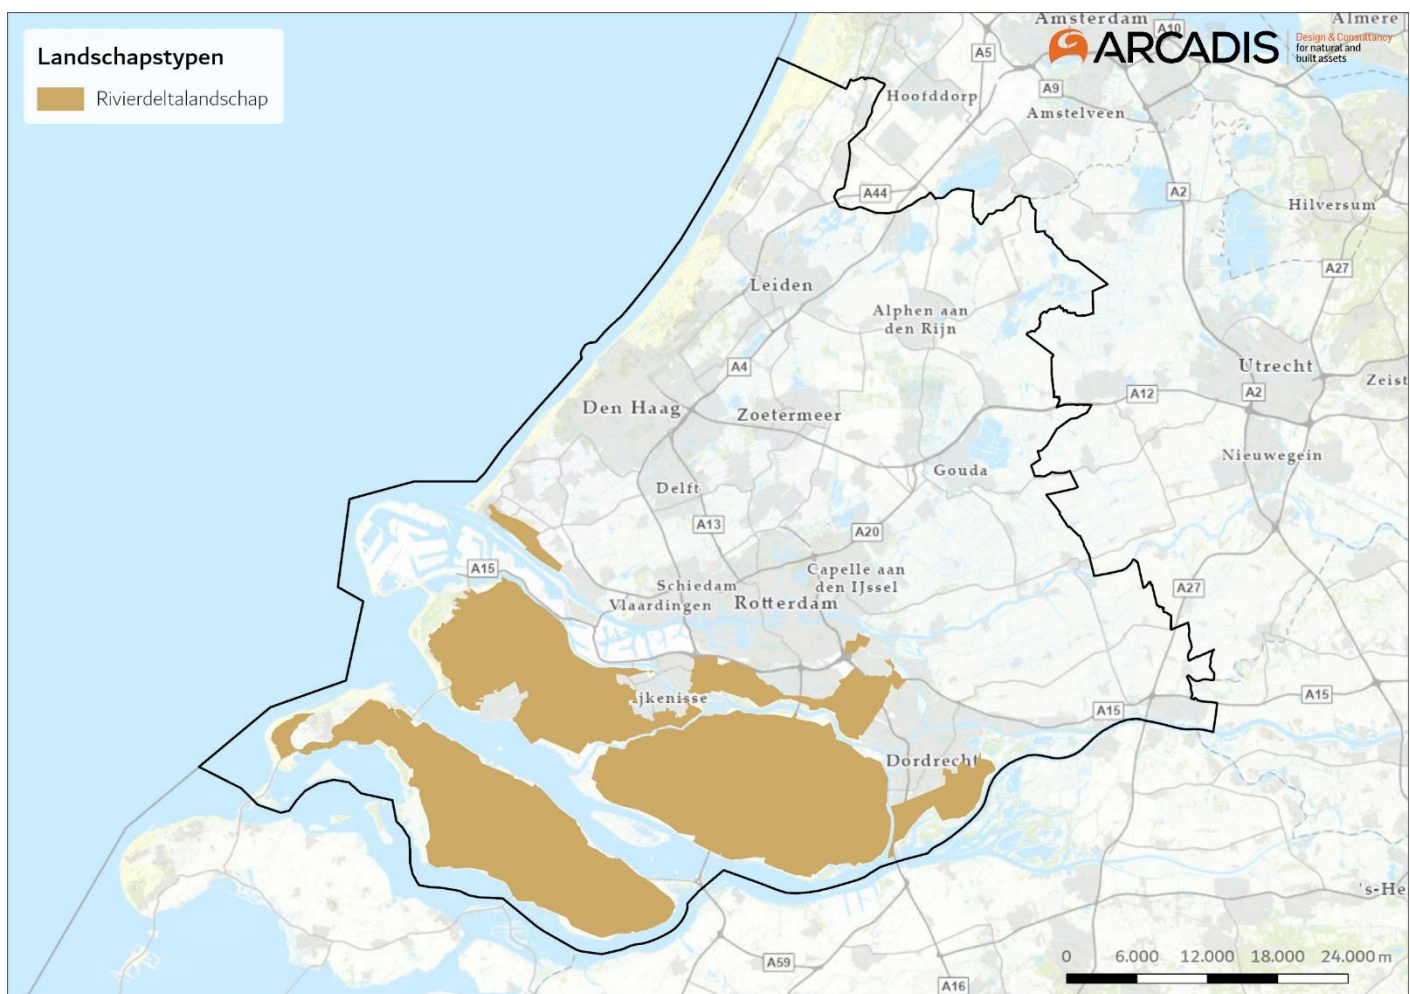 Landschapstypen
Rivierdeltalandschap
Amsterdam
Almere
A10
ARCADIS
Design & Consultancy
for natural and
built assets
A5
Hoofddorp
A9
Amstelveen
A44
A2
Hilversum
A27
Leiden
Alphen aan
den Rijn
A4
Utrecht
Zeist
A12
A2
Den Haag
Zoetermeer
Nieuwegein
Gouda
Delft
A13
A20
A15
Capelle aan
den IJssel
Schiedam
Vlaardingen
Rotterdam
A27
ijkenisse
A15
A15
Dordrecht
's-He
A59
A16
0 6.000 12.000 18.000 24.000 m